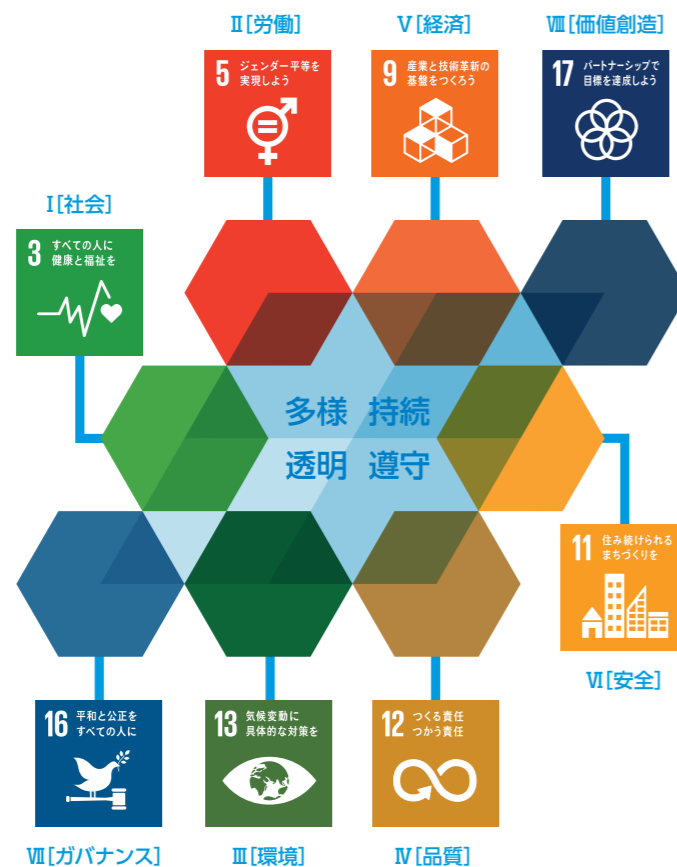 Ⅱ[労働]
Ⅴ[経済]
Ⅷ[価値創造]
5
ジェンダー平等を
実現しよう
9
産業と技術革新の
基盤をつくろう
17
パートナーシップで
目標を達成しよう
Ⅰ[社会]
3
すべての人に
健康と福祉を
多様 持続
透明 遵守
11
住み続けられる
まちづくりを
Ⅵ[安全]
16
平和と公正を
すべての人に
13
気候変動に
具体的な対策を
12
つくる責任
つかう責任
Ⅶ[ガバナンス]
Ⅲ[環境]
Ⅳ[品質]